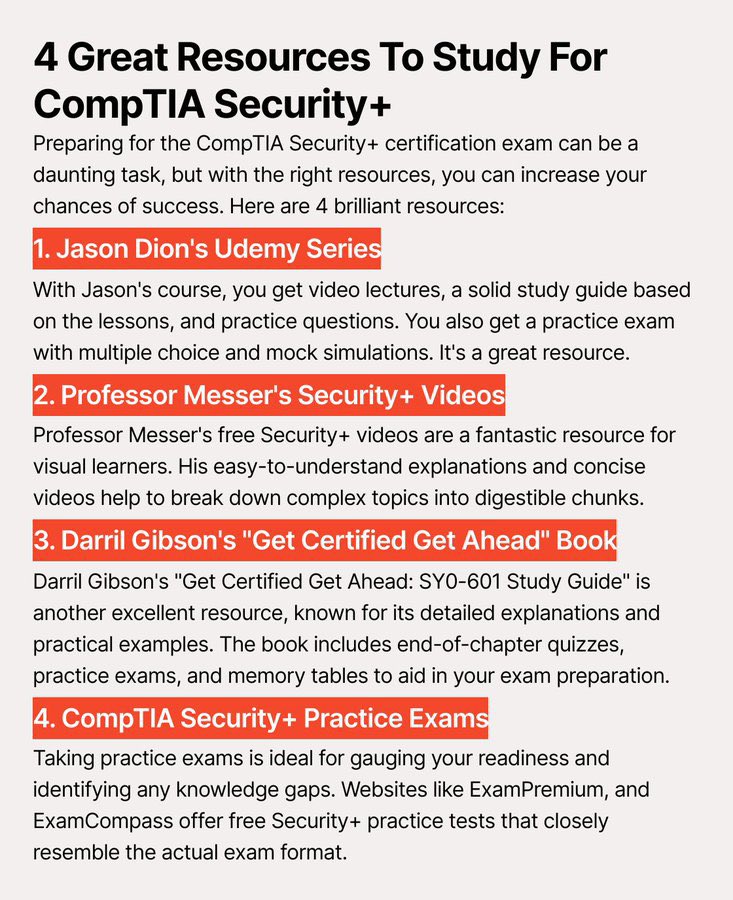 4 Great Resources To Study For
CompTIA Security+
Preparing for the CompTIA Security+ certification exam can be a
daunting task, but with the right resources, you can increase your
chances of success. Here are 4 brilliant resources:
1. Jason Dion's Udemy Series
With Jason's course, you get video lectures, a solid study guide based
on the lessons, and practice questions. You also get a practice exam
with multiple choice and mock simulations. It's a great resource.
2. Professor Messer's Security+ Videos
Professor Messer's free Security+ videos are a fantastic resource for
visual learners. His easy-to-understand explanations and concise
videos help to break down complex topics into digestible chunks.
3. Darril Gibson's "Get Certified Get Ahead" Book
Darril Gibson's "Get Certified Get Ahead: SY0-601 Study Guide" is
another excellent resource, known for its detailed explanations and
practical examples. The book includes end-of-chapter quizzes,
practice exams, and memory tables to aid in your exam preparation.
4. CompTIA Security+ Practice Exams
Taking practice exams is ideal for gauging your readiness and
identifying any knowledge gaps. Websites like ExamPremium, and
ExamCompass offer free Security+ practice tests that closely
resemble the actual exam format.